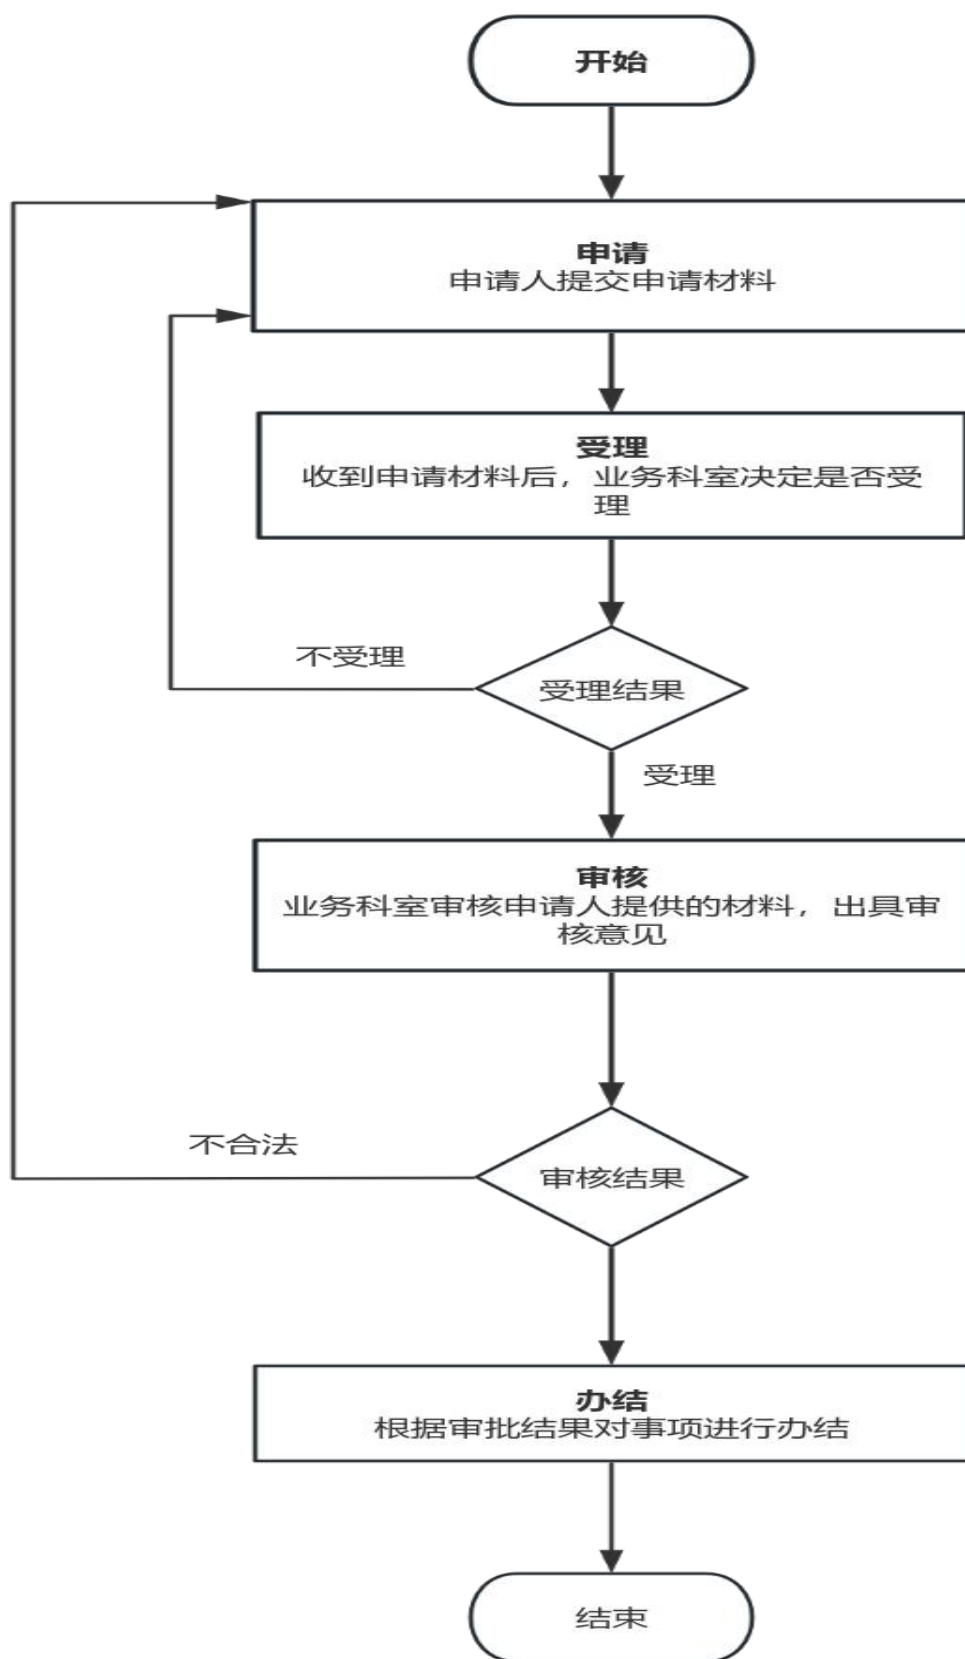 开始
申请
申请人提交申请材料
受理
收到申请材料后，业务科室决定是否受
理
不受理
受理结果
受理
审核
业务科室审核申请人提供的材料，出具审
核意见
不合法
审核结果
办结
根据审批结果对事项进行办结
结束